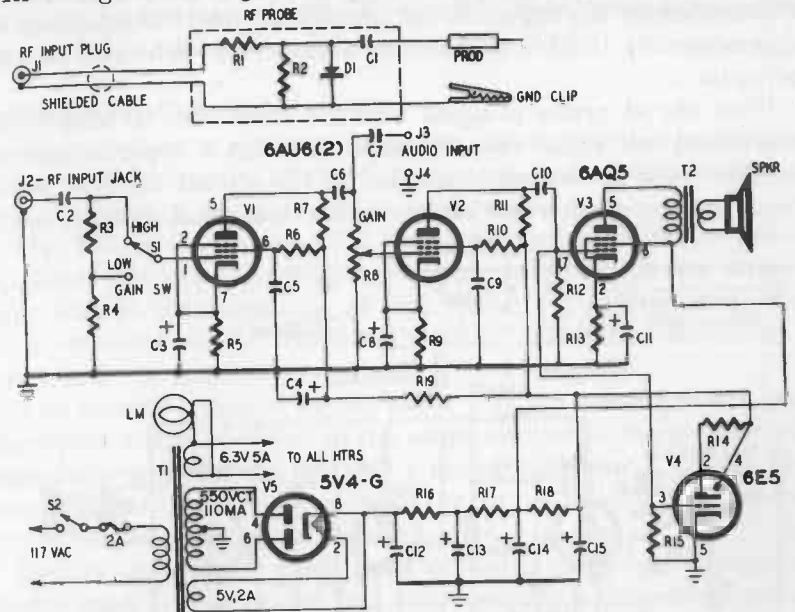 RF PROBE
RF INPUT PLUG
J1
R1
R2
D1
C1
PROD
SHIELDED CABLE
GND CLIP
6AU6(2)
C7
J3
AUDIO INPUT
J2-RF INPUT JACK
C2
R3
HIGH
S1
LOW
GAIN SW
R4
5
V1
2
1
7
6
C3
+
R5
R6
R7
C6
C5
GAIN
R8
J4
V2
C8
+
R9
R10
R11
C9
C10
6AQ5
V3
5
1,7
2
6
R12
R13
+
C11
T2
SPKR
C4
+
R19
LM
6.3V 5A
TO ALL HTRS
T1
550VCT
110MA
V5
5V4-G
4
6
8
2
S2
2A
117 VAC
5V, 2A
R16
R17
R18
+
C12
+
C13
+
C14
+
C15
R14
V4
2
4
6E5
3
R15
5